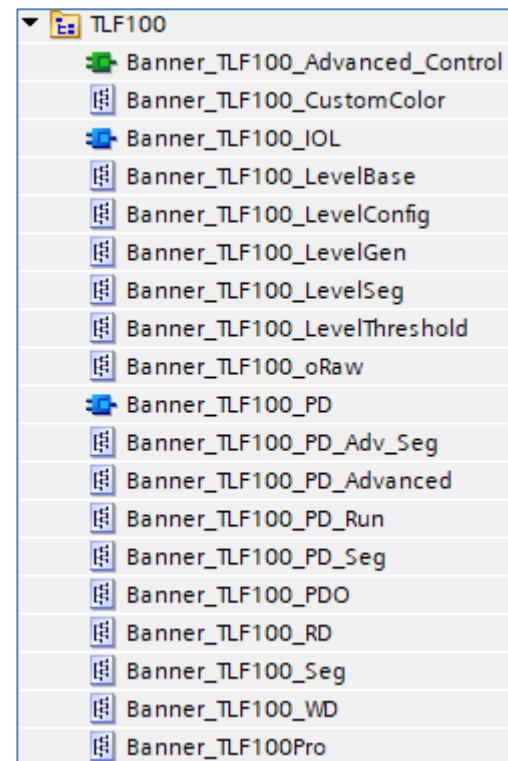 TLF100
Banner_TLF100_Advanced_Control
Banner_TLF100_CustomColor
Banner_TLF100_IOL
Banner_TLF100_LevelBase
Banner_TLF100_LevelConfig
Banner_TLF100_LevelGen
Banner_TLF100_LevelSeg
Banner_TLF100_LevelThreshold
Banner_TLF100_oRaw
Banner_TLF100_PD
Banner_TLF100_PD_Adv_Seg
Banner_TLF100_PD_Advanced
Banner_TLF100_PD_Run
Banner_TLF100_PD_Seg
Banner_TLF100_PDO
Banner_TLF100_RD
Banner_TLF100_Seg
Banner_TLF100_WD
Banner_TLF100Pro